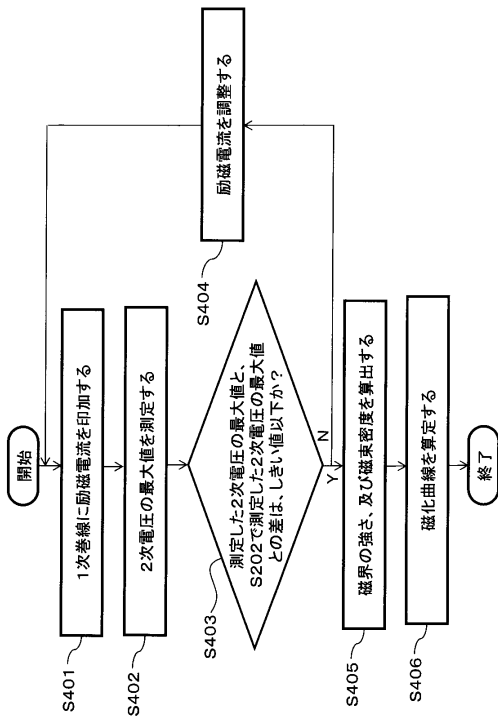 開始
S401
1次巻線に励磁電流を印加する
S402
2次電圧の最大値を測定する
S403
測定した2次電圧の最大値と、
S202で測定した2次電圧の最大値
との差は、しきい値以下か？
N
Y
S404
励磁電流を調整する
S405
磁界の強さ、及び磁束密度を算出する
S406
磁化曲線を算定する
終了